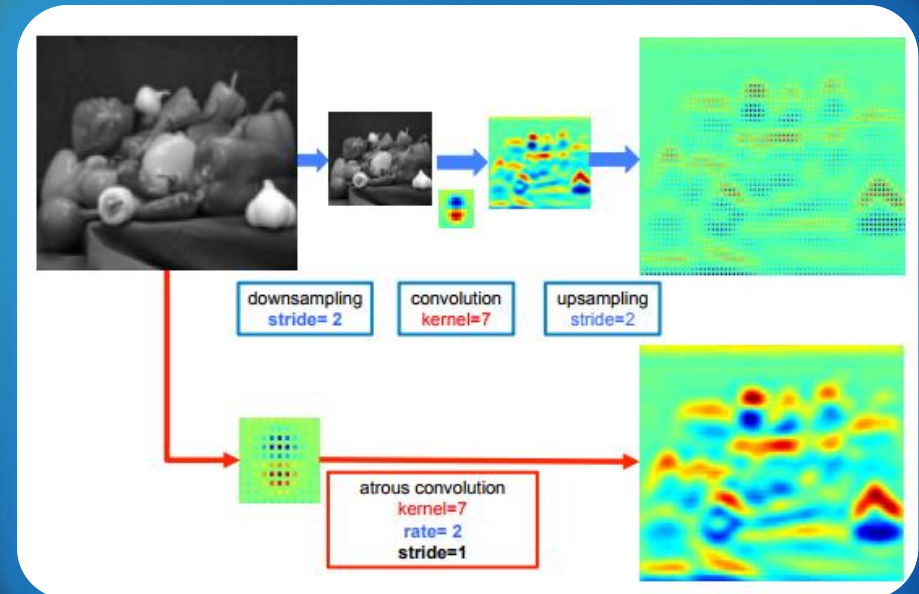 downsampling
stride= 2
convolution
kernel=7
upsampling
stride=2
atrous convolution
kernel=7
rate= 2
stride=1